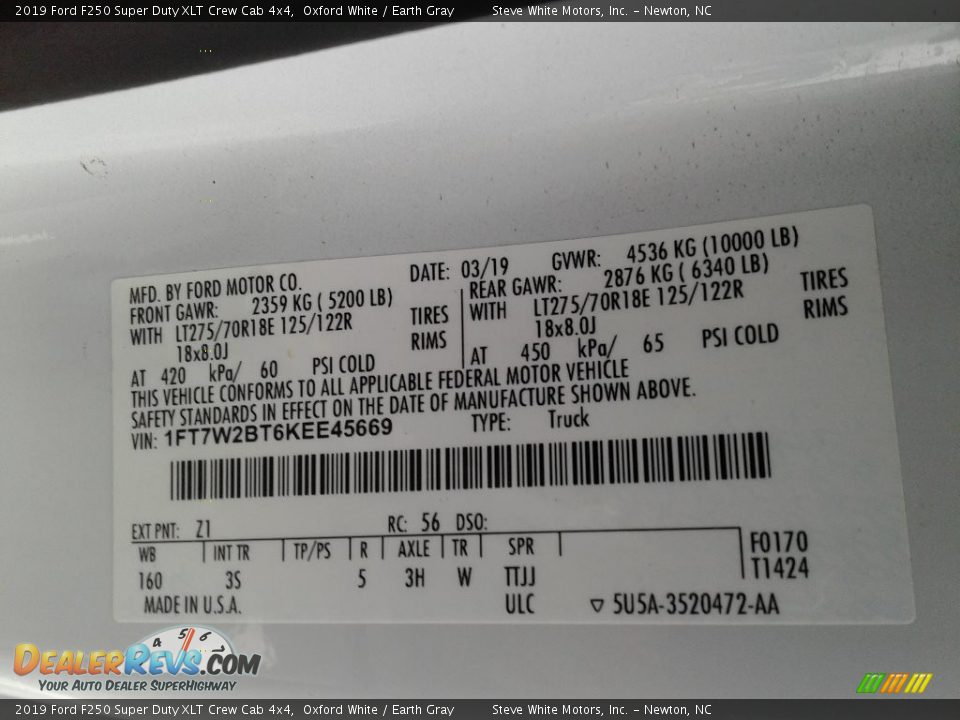 2019 Ford F250 Super Duty XLT Crew Cab 4x4, Oxford White / Earth Gray Steve White Motors, Inc. – Newton, NC
MFD. BY FORD MOTOR CO. DATE: 03/19 GVWR: 4536 KG (10000 LB)
FRONT GAWR: 2359 KG ( 5200 LB) REAR GAWR: 2876 KG ( 6340 LB)
WITH LT275/70R18E 125/122R TIRES WITH LT275/70R18E 125/122R TIRES
18x8.0J RIMS 18x8.0J RIMS
AT 420 kPa/ 60 PSI COLD AT 450 kPa/ 65 PSI COLD
THIS VEHICLE CONFORMS TO ALL APPLICABLE FEDERAL MOTOR VEHICLE
SAFETY STANDARDS IN EFFECT ON THE DATE OF MANUFACTURE SHOWN ABOVE.
VIN: 1FT7W2BT6KEE45669 TYPE: Truck
EXT PNT: Z1 RC: 56 DSO:
WB INT TR TP/PS R AXLE TR SPR F0170
160 3S 5 3H W TTJJ T1424
MADE IN U.S.A. ULC ▽ 5U5A-3520472-AA
4 5 6
DEALERREVS.COM
YOUR AUTO DEALER SUPERHIGHWAY
2019 Ford F250 Super Duty XLT Crew Cab 4x4, Oxford White / Earth Gray Steve White Motors, Inc. – Newton, NC